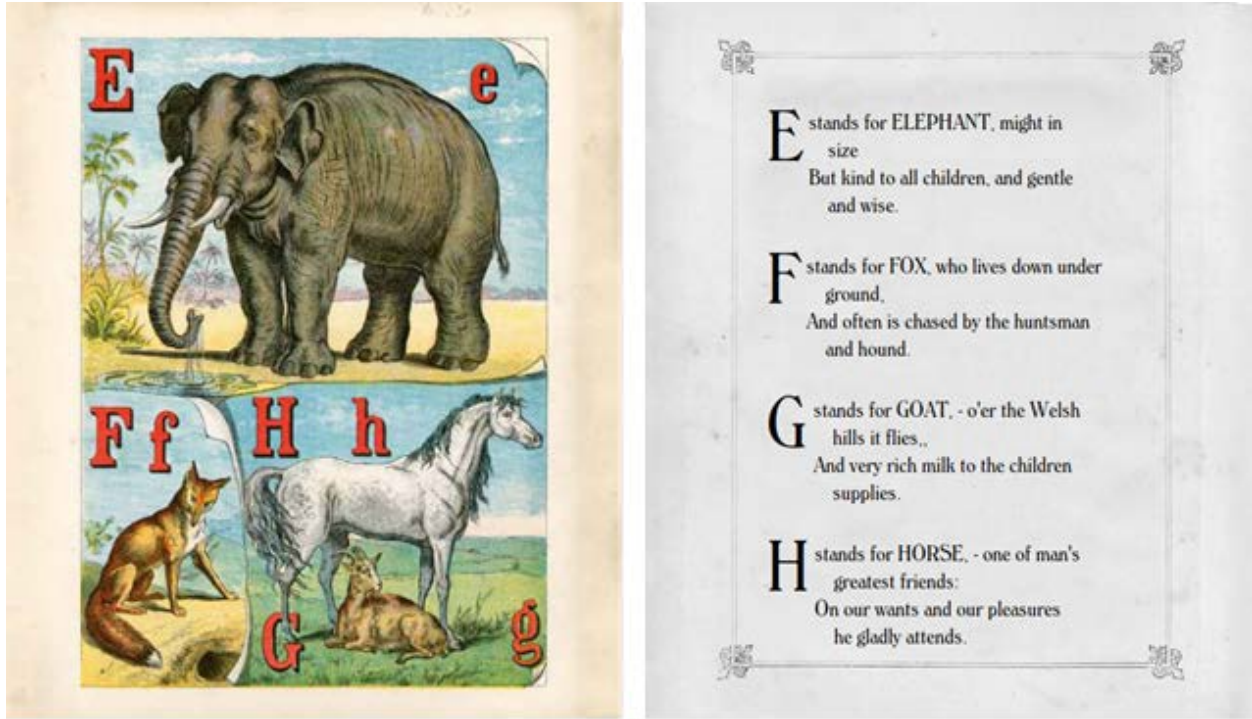 E e
F f
H h
G g
E stands for ELEPHANT, might in
size
But kind to all children, and gentle
and wise.
F stands for FOX, who lives down under
ground,
And often is chased by the huntsman
and hound.
G stands for GOAT, - o'er the Welsh
hills it flies,,
And very rich milk to the children
supplies.
H stands for HORSE, - one of man's
greatest friends:
On our wants and our pleasures
he gladly attends.